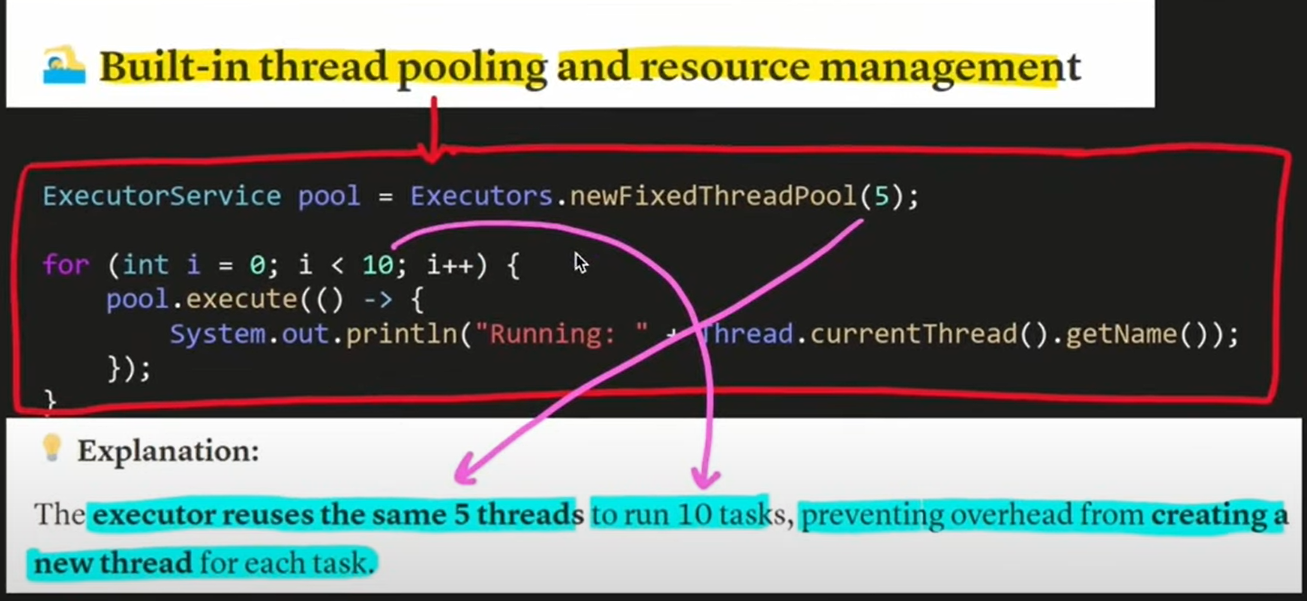 Built-in thread pooling and resource management
ExecutorService pool = Executors.newFixedThreadPool(5);
for (int i = 0; i < 10; i++) {
    pool.execute(() -> {
        System.out.println("Running: " + Thread.currentThread().getName());
    });
}
Explanation:
The executor reuses the same 5 threads to run 10 tasks, preventing overhead from creating a
new thread for each task.